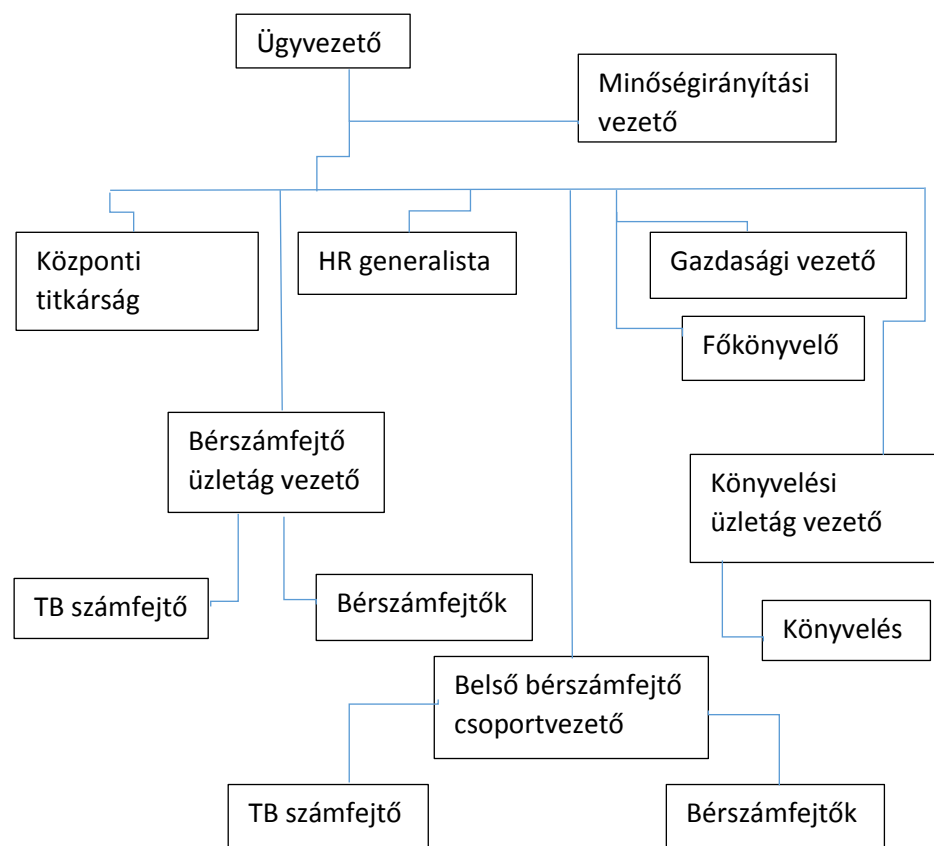 Ügyvezető
Minőségirányítási
vezető
Központi
titkárság
HR generalista
Gazdasági vezető
Főkönyvelő
Bérszámfejtő
üzletág vezető
Könyvelési
üzletág vezető
TB számfejtő
Bérszámfejtők
Könyvelés
Belső bérszámfejtő
csoportvezető
TB számfejtő
Bérszámfejtők